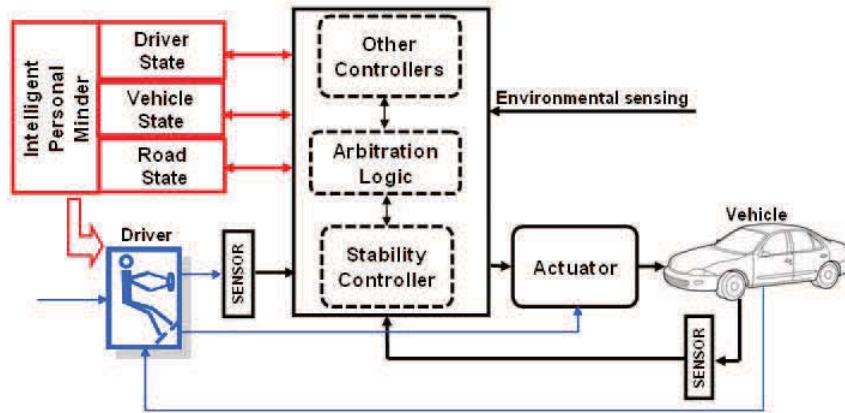 Intelligent
Personal
Minder
Driver
State
Vehicle
State
Road
State
Other
Controllers
Arbitration
Logic
Stability
Controller
Environmental sensing
Driver
SENSOR
Actuator
Vehicle
SENSOR